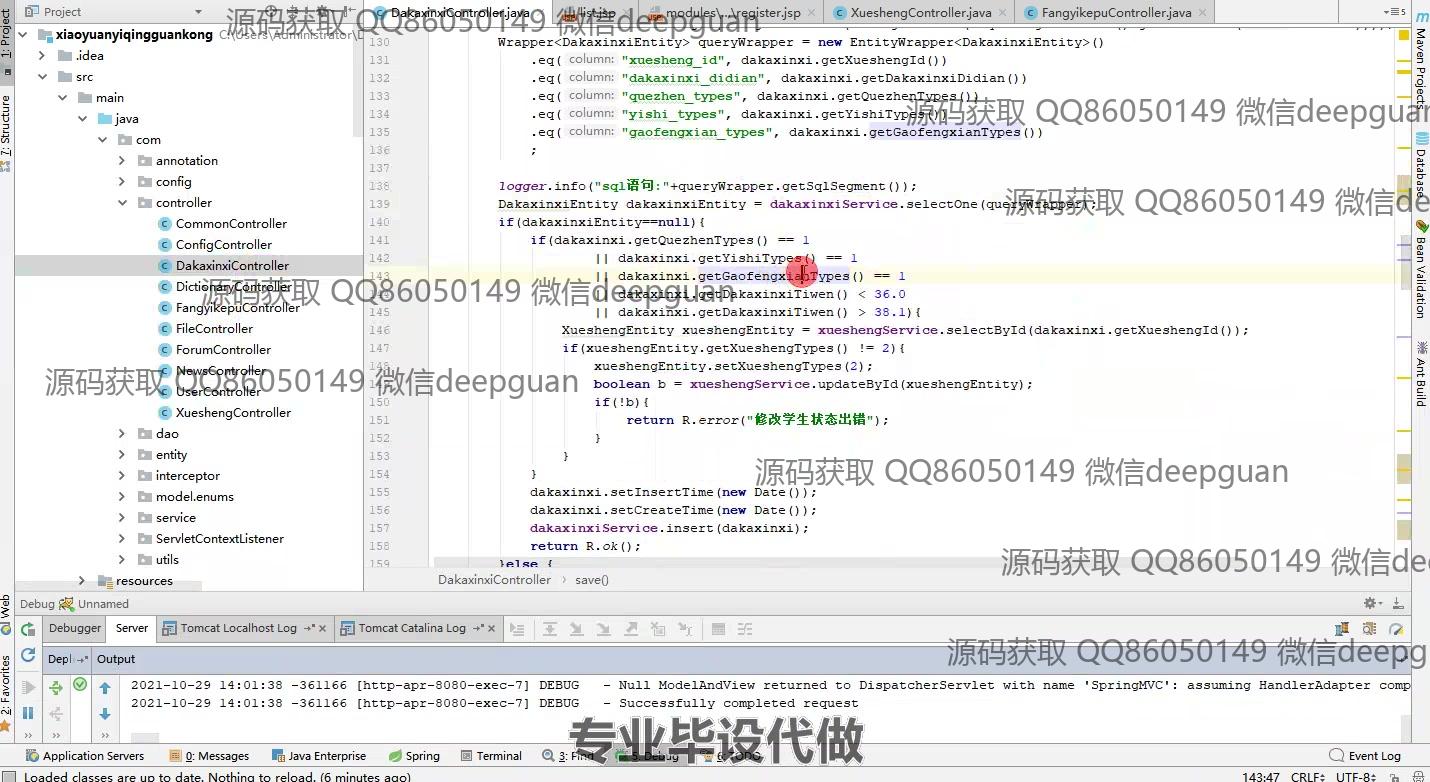 Project
DakaxinxiController.java
list.jsp
modules\...\register.jsp
XueshengController.java
FangyikepuController.java
源码获取 QQ86050149 微信deepguan
xiaoyuanyiqingguankong
.idea
src
main
java
com
annotation
config
controller
CommonController
ConfigController
DakaxinxiController
DictionaryController
FangyikepuController
FileController
ForumController
NewsController
UserController
XueshengController
dao
entity
interceptor
model.enums
service
ServletContextListener
utils
resources
130 Wrapper<DakaxinxiEntity> queryWrapper = new EntityWrapper<DakaxinxiEntity>()
131 .eq( column: "xuesheng_id", dakaxinxi.getXueshengId())
132 .eq( column: "dakaxinxi_didian", dakaxinxi.getDakaxinxiDidian())
133 .eq( column: "quezhen_types", dakaxinxi.getQuezhenTypes())
134 .eq( column: "yishi_types", dakaxinxi.getYishiTypes())
135 .eq( column: "gaofengxian_types", dakaxinxi.getGaofengxianTypes())
136 ;
137
138 logger.info("sql语句:"+queryWrapper.getSqlSegment());
139 DakaxinxiEntity dakaxinxiEntity = dakaxinxiService.selectOne(queryWrapper);
140 if(dakaxinxiEntity==null){
141 if(dakaxinxi.getQuezhenTypes() == 1
142 || dakaxinxi.getYishiTypes() == 1
143 || dakaxinxi.getGaofengxianTypes() == 1
|| dakaxinxi.getDakaxinxiTiwen() < 36.0
145 || dakaxinxi.getDakaxinxiTiwen() > 38.1){
146 XueshengEntity xueshengEntity = xueshengService.selectById(dakaxinxi.getXueshengId());
147 if(xueshengEntity.getXueshengTypes() != 2){
xueshengEntity.setXueshengTypes(2);
boolean b = xueshengService.updateById(xueshengEntity);
150 if(!b){
151 return R.error("修改学生状态出错");
152 }
153 }
154 }
155 dakaxinxi.setInsertTime(new Date());
156 dakaxinxi.setCreateTime(new Date());
157 dakaxinxiService.insert(dakaxinxi);
158 return R.ok();
159 }else {
源码获取 QQ86050149 微信deepguan
源码获取 QQ86050149 微信de
源码获取 QQ86050149 微信deepguan
源码获取 QQ86050149 微信deepguan
源码获取 QQ86050149 微信deepguan
源码获取 QQ86050149 微信de
源码获取 QQ86050149 微信deepg
DakaxinxiController › save()
1: Project
7: Structure
Web
2: Favorites
Maven Projects
Database
Bean Validation
Ant Build
Debug Unnamed
Debugger Server Tomcat Localhost Log Tomcat Catalina Log
Depl Output
2021-10-29 14:01:38 -361166 [http-apr-8080-exec-7] DEBUG - Null ModelAndView returned to DispatcherServlet with name 'SpringMVC': assuming HandlerAdapter comp
2021-10-29 14:01:38 -361166 [http-apr-8080-exec-7] DEBUG - Successfully completed request
专业毕设代做
Application Servers 0: Messages Java Enterprise Spring Terminal 3: Find 5: Debug 6: TODO Event Log
Loaded classes are up to date. Nothing to reload. (6 minutes ago) 143:47 CRLF UTF-8